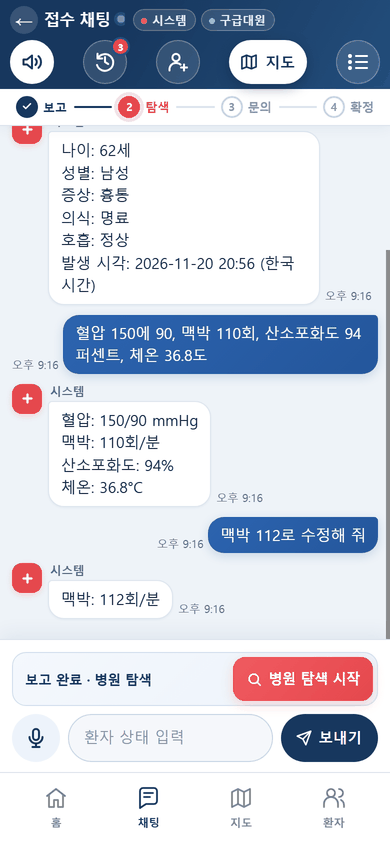 접수 채팅
시스템
구급대원
3
지도
보고
2 탐색
3 문의
4 확정
나이: 62세
성별: 남성
증상: 흉통
의식: 명료
호흡: 정상
발생 시각: 2026-11-20 20:56 (한국
시간)
오후 9:16
혈압 150에 90, 맥박 110회, 산소포화도 94
퍼센트, 체온 36.8도
오후 9:16
시스템
혈압: 150/90 mmHg
맥박: 110회/분
산소포화도: 94%
체온: 36.8°C
오후 9:16
맥박 112로 수정해 줘
오후 9:16
시스템
맥박: 112회/분
오후 9:16
보고 완료 · 병원 탐색
병원 탐색 시작
환자 상태 입력
보내기
홈
채팅
지도
환자